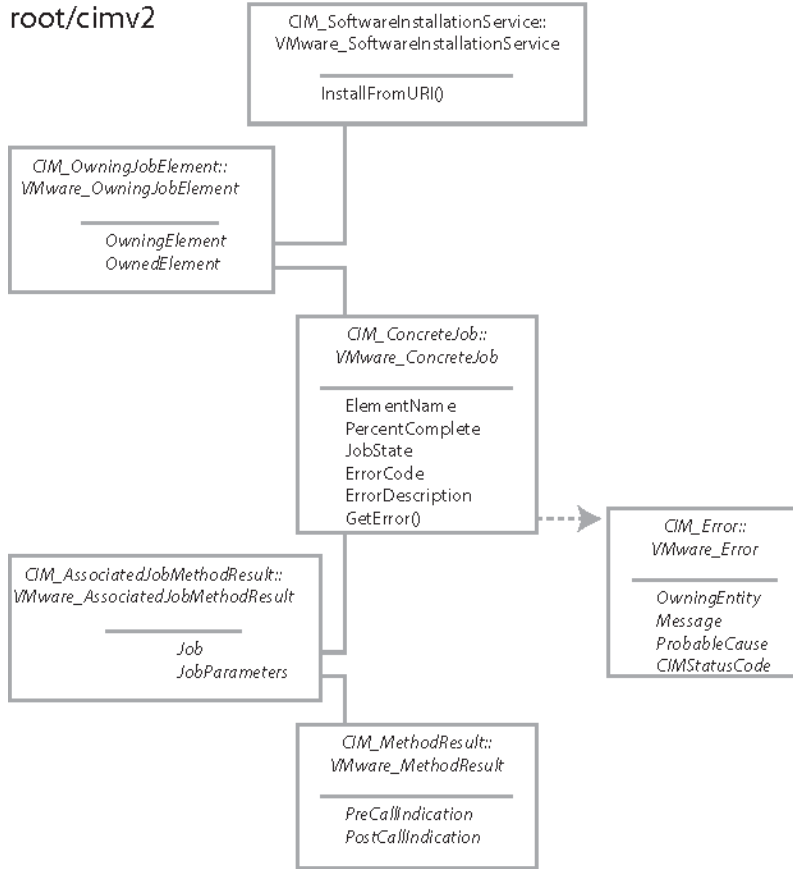 root/cimv2
CIM_SoftwareInstallationService::
VMware_SoftwareInstallationService
InstallFromURI()
CIM_OwningJobElement::
VMware_OwningJobElement
OwningElement
OwnedElement
CIM_ConcreteJob::
VMware_ConcreteJob
ElementName
PercentComplete
JobState
ErrorCode
ErrorDescription
GetError()
CIM_Error::
VMware_Error
OwningEntity
Message
ProbableCause
CIMStatusCode
CIM_AssociatedJobMethodResult::
VMware_AssociatedJobMethodResult
Job
JobParameters
CIM_MethodResult::
VMware_MethodResult
PreCallIndication
PostCallIndication